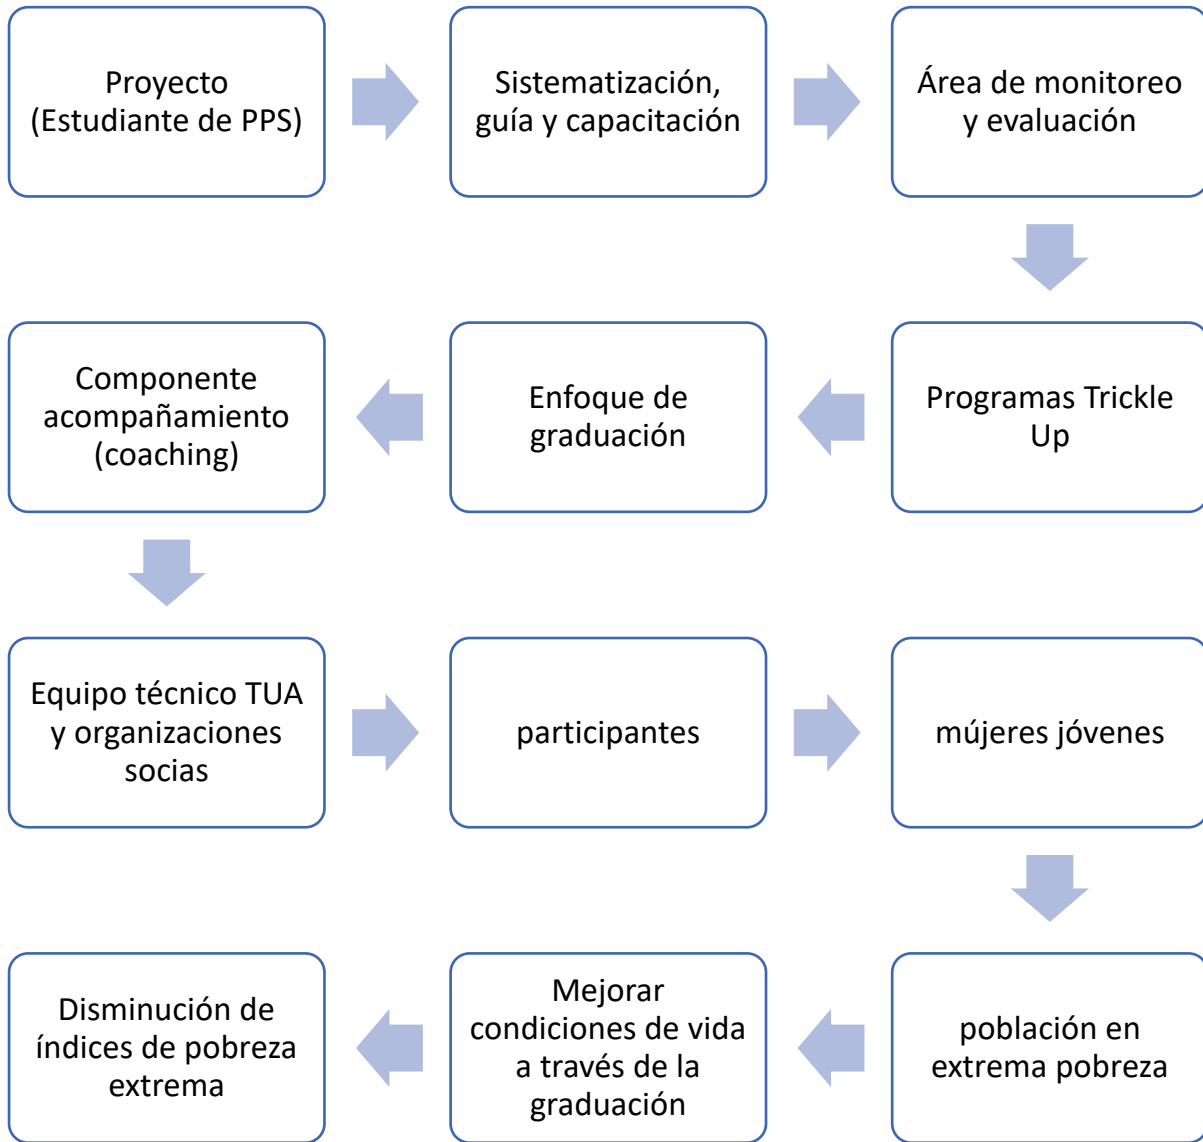 Proyecto
(Estudiante de PPS)
Sistematización,
guía y capacitación
Área de monitoreo
y evaluación
Programas Trickle
Up
Enfoque de
graduación
Componente
acompañamiento
(coaching)
Equipo técnico TUA
y organizaciones
socias
participantes
mújeres jóvenes
población en
extrema pobreza
Mejorar
condiciones de vida
a través de la
graduación
Disminución de
índices de pobreza
extrema